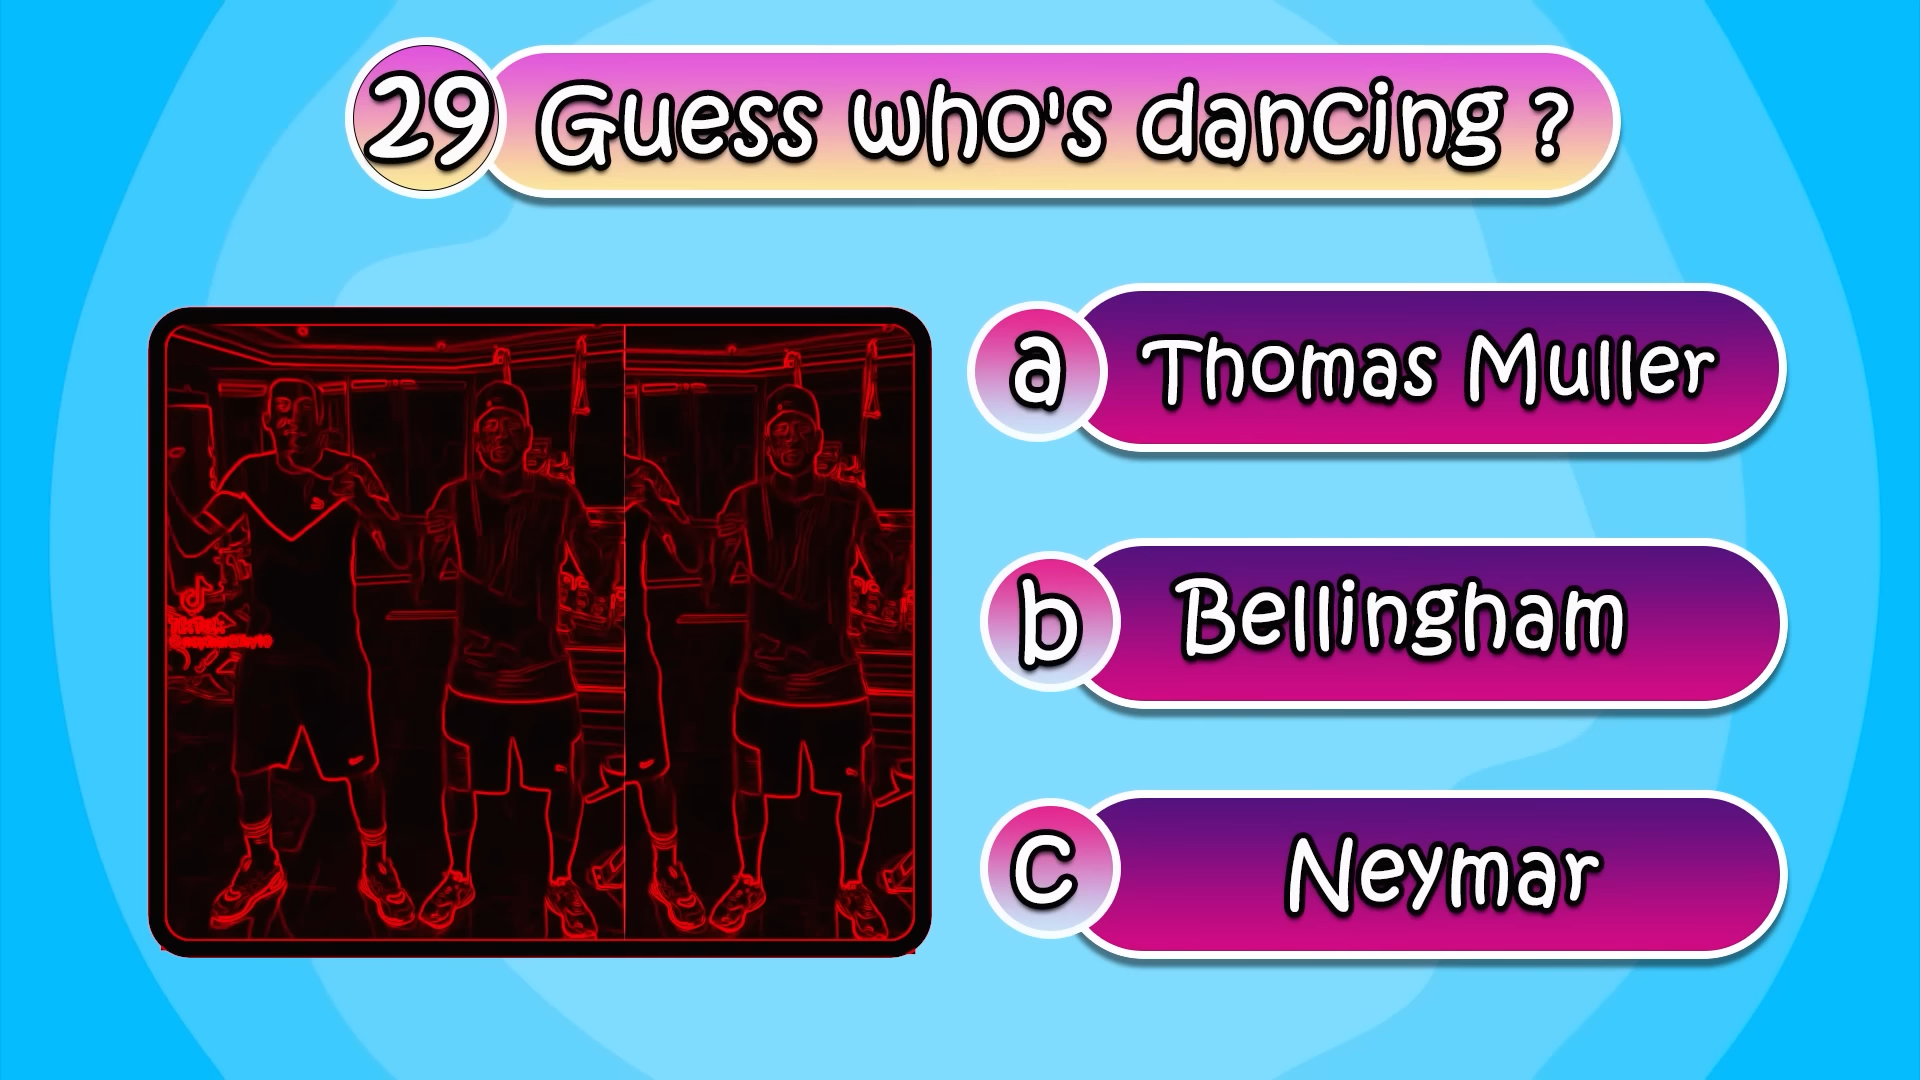 29 Guess who's dancing ?
a Thomas Muller
b Bellingham
c Neymar